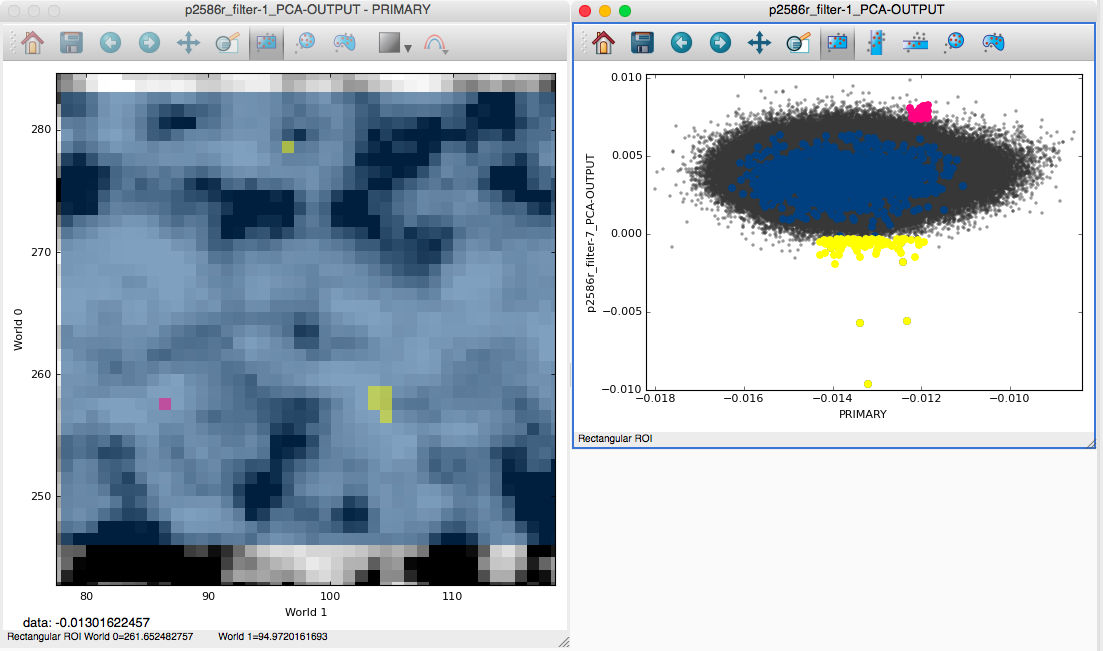 p2586r_filter-1_PCA-OUTPUT - PRIMARY
280
270
260
250
World 0
80
90
100
110
World 1
data: -0.01301622457
Rectangular ROI World 0=261.652482757 World 1=94.9720161693
p2586r_filter-1_PCA-OUTPUT
0.010
0.005
0.000
−0.005
−0.010
p2586r_filter-7_PCA-OUTPUT
−0.018
−0.016
−0.014
−0.012
−0.010
PRIMARY
Rectangular ROI